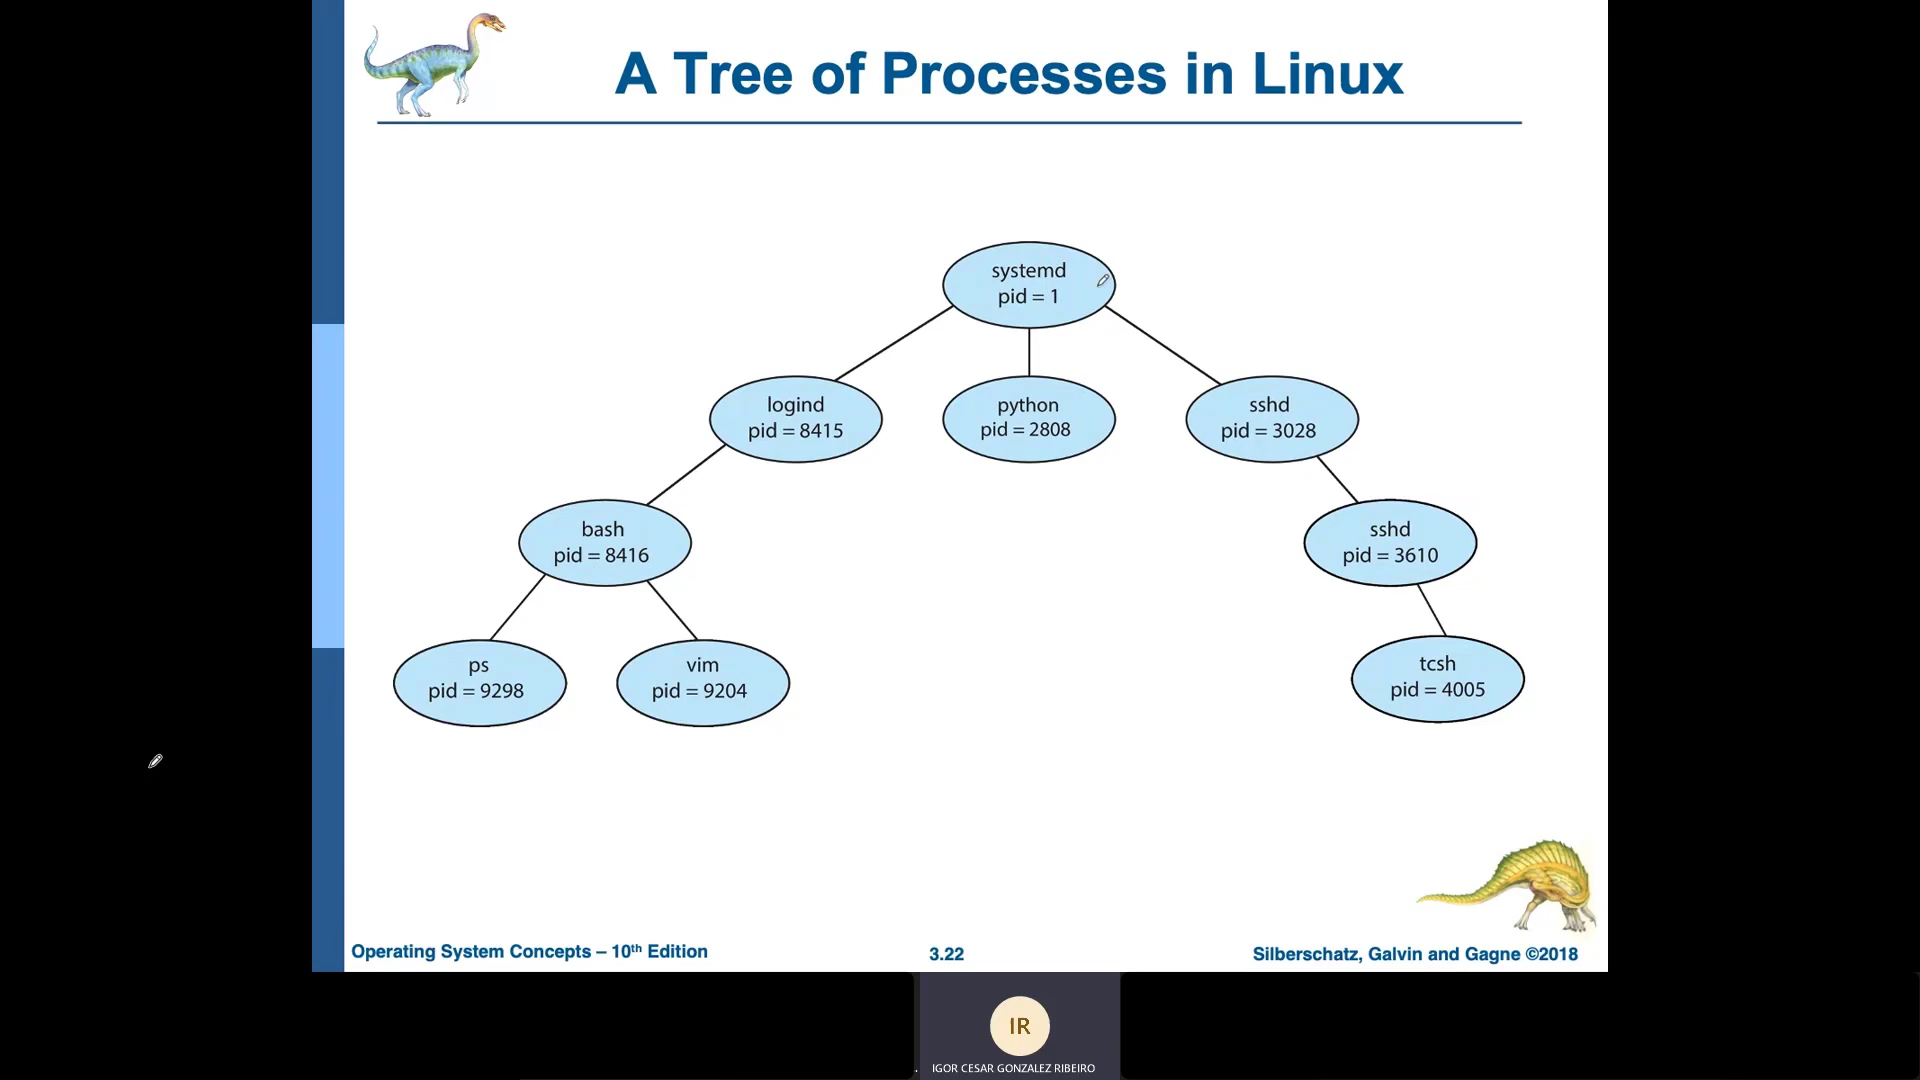 A Tree of Processes in Linux
systemd
pid = 1
logind
pid = 8415
python
pid = 2808
sshd
pid = 3028
bash
pid = 8416
sshd
pid = 3610
ps
pid = 9298
vim
pid = 9204
tcsh
pid = 4005
Operating System Concepts – 10th Edition
3.22
Silberschatz, Galvin and Gagne ©2018
IR
IGOR CESAR GONZALEZ RIBEIRO